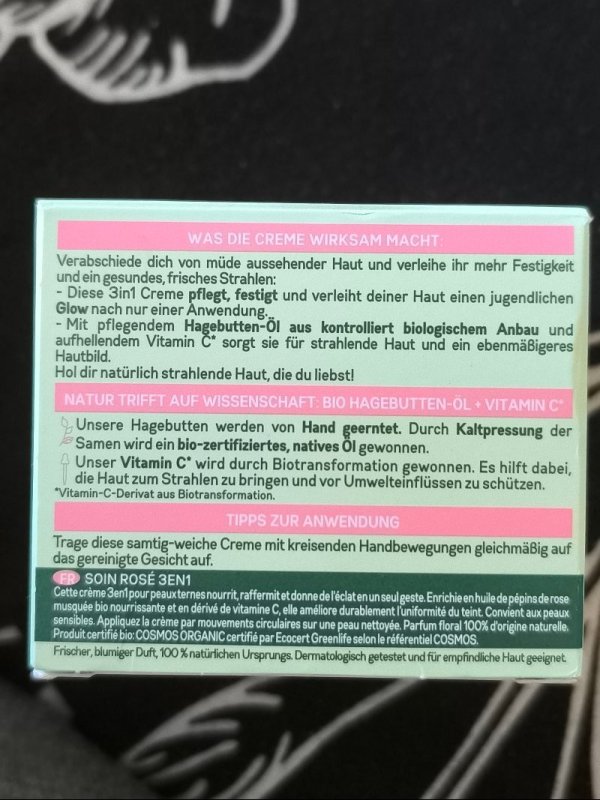 WAS DIE CREME WIRKSAM MACHT:
Verabschiede dich von müde aussehender Haut und verleihe ihr mehr Festigkeit
und ein gesundes, frisches Strahlen:
- Diese 3in1 Creme pflegt, festigt und verleiht deiner Haut einen jugendlichen
Glow nach nur einer Anwendung.
- Mit pflegendem Hagebutten-Öl aus kontrolliert biologischem Anbau und
aufhellendem Vitamin C* sorgt sie für strahlende Haut und ein ebenmäßigeres
Hautbild.
Hol dir natürlich strahlende Haut, die du liebst!
NATUR TRIFFT AUF WISSENSCHAFT: BIO HAGEBUTTEN-ÖL + VITAMIN C*
Unsere Hagebutten werden von Hand geerntet. Durch Kaltpressung der
Samen wird ein bio-zertifiziertes, natives Öl gewonnen.
Unser Vitamin C* wird durch Biotransformation gewonnen. Es hilft dabei,
die Haut zum Strahlen zu bringen und vor Umwelteinflüssen zu schützen.
*Vitamin-C-Derivat aus Biotransformation.
TIPPS ZUR ANWENDUNG
Trage diese samtig-weiche Creme mit kreisenden Handbewegungen gleichmäßig auf
das gereinigte Gesicht auf.
FR SOIN ROSÉ 3EN1
Cette crème 3en1 pour peaux ternes nourrit, raffermit et donne de l'éclat en un seul geste. Enrichie en huile de pépins de rose
musquée bio nourrissante et en dérivé de vitamine C, elle améliore durablement l'uniformité du teint. Convient aux peaux
sensibles. Appliquez la crème par mouvements circulaires sur une peau nettoyée. Parfum floral 100% d'origine naturelle.
Produit certifié bio: COSMOS ORGANIC certifié par Ecocert Greenlife selon le référentiel COSMOS.
Frischer, blumiger Duft, 100 % natürlichen Ursprungs. Dermatologisch getestet und für empfindliche Haut geeignet.